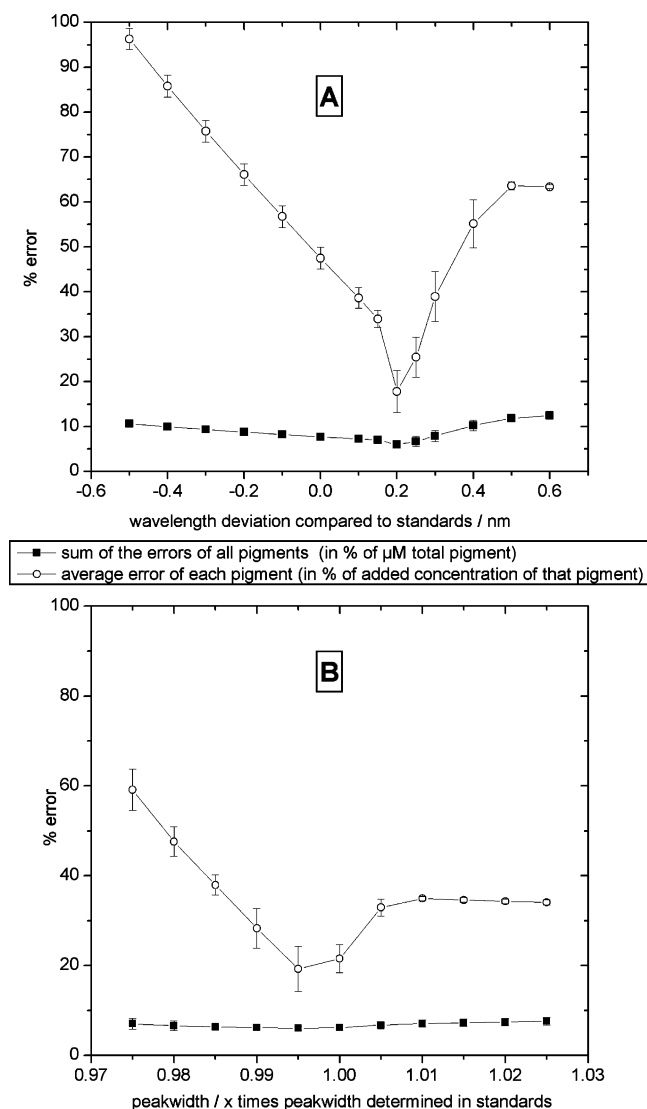 100
90
80
70
60
50
40
30
20
10
0
% error
A
-0.6 -0.4 -0.2 0.0 0.2 0.4 0.6
wavelength deviation compared to standards / nm
sum of the errors of all pigments (in % of µM total pigment)
average error of each pigment (in % of added concentration of that pigment)
100
80
60
40
20
0
% error
B
0.97 0.98 0.99 1.00 1.01 1.02 1.03
peakwidth / x times peakwidth determined in standards